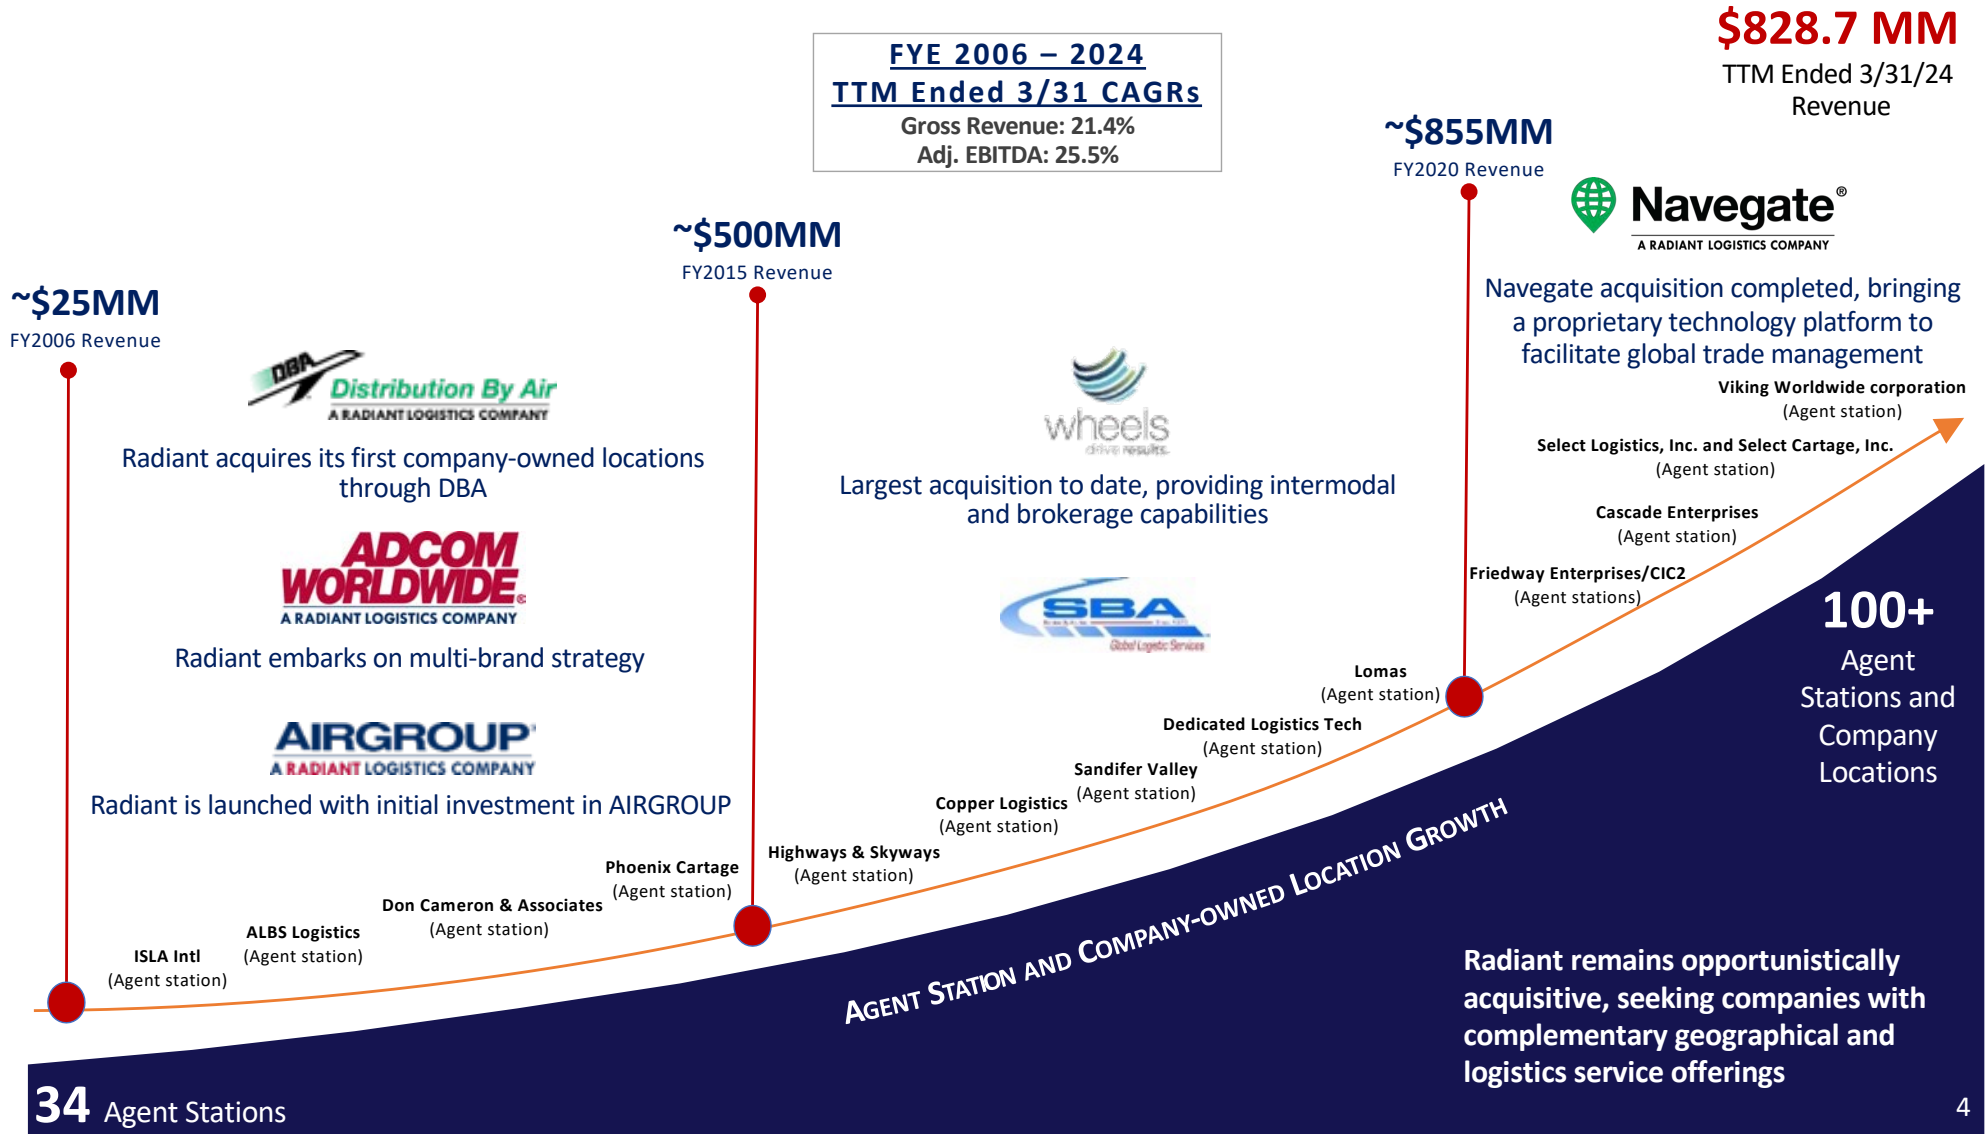 $828.7 MM
TTM Ended 3/31/24
Revenue
FYE 2006 – 2024
TTM Ended 3/31 CAGRs
Gross Revenue: 21.4%
Adj. EBITDA: 25.5%
~$855MM
FY2020 Revenue
Navegate®
A RADIANT LOGISTICS COMPANY
Navegate acquisition completed, bringing
a proprietary technology platform to
facilitate global trade management
~$500MM
FY2015 Revenue
~$25MM
FY2006 Revenue
DBA
Distribution By Air
A RADIANT LOGISTICS COMPANY
Radiant acquires its first company-owned locations
through DBA
ADCOM
WORLDWIDE®
A RADIANT LOGISTICS COMPANY
Radiant embarks on multi-brand strategy
AIRGROUP
A RADIANT LOGISTICS COMPANY
Radiant is launched with initial investment in AIRGROUP
wheels
drive results.
Largest acquisition to date, providing intermodal
and brokerage capabilities
SBA
Global Logistic Services
ISLA Intl
(Agent station)
ALBS Logistics
(Agent station)
Don Cameron & Associates
(Agent station)
Phoenix Cartage
(Agent station)
Highways & Skyways
(Agent station)
Copper Logistics
(Agent station)
Sandifer Valley
(Agent station)
Dedicated Logistics Tech
(Agent station)
Lomas
(Agent station)
Friedway Enterprises/CIC2
(Agent stations)
Cascade Enterprises
(Agent station)
Select Logistics, Inc. and Select Cartage, Inc.
(Agent station)
Viking Worldwide corporation
(Agent station)
AGENT STATION AND COMPANY-OWNED LOCATION GROWTH
100+
Agent
Stations and
Company
Locations
Radiant remains opportunistically
acquisitive, seeking companies with
complementary geographical and
logistics service offerings
34 Agent Stations
4